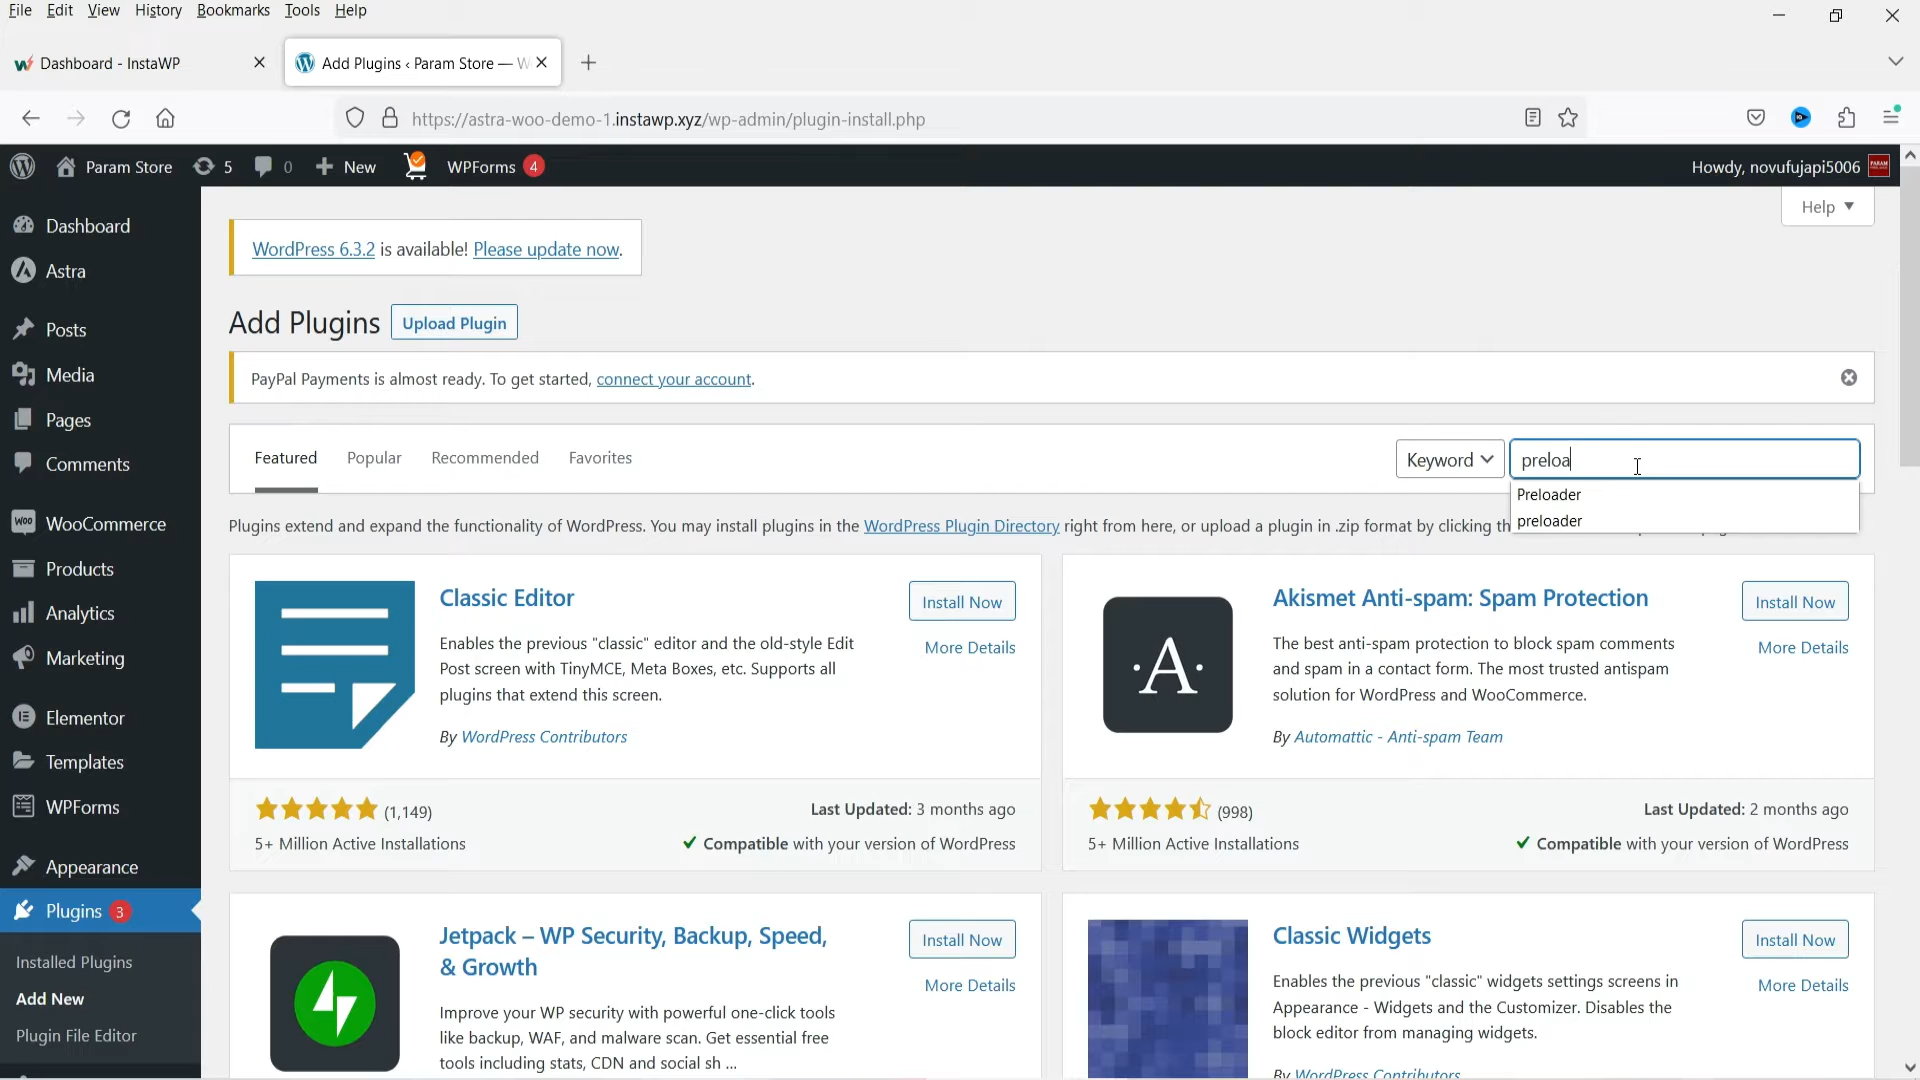 File Edit View History Bookmarks Tools Help
Dashboard - InstaWP
Add Plugins ‹ Param Store — W
https://astra-woo-demo-1.instawp.xyz/wp-admin/plugin-install.php
Param Store 5 0 New WPForms 4
Howdy, novufujapi5006
Help
Dashboard
Astra
Posts
Media
Pages
Comments
WooCommerce
Products
Analytics
Marketing
Elementor
Templates
WPForms
Appearance
Plugins 3
Installed Plugins
Add New
Plugin File Editor
WordPress 6.3.2 is available! Please update now.
Add Plugins Upload Plugin
PayPal Payments is almost ready. To get started, connect your account.
Featured Popular Recommended Favorites
Keyword preloa
Preloader
preloader
Plugins extend and expand the functionality of WordPress. You may install plugins in the WordPress Plugin Directory right from here, or upload a plugin in .zip format by clicking th
Classic Editor
Install Now
More Details
Enables the previous "classic" editor and the old-style Edit
Post screen with TinyMCE, Meta Boxes, etc. Supports all
plugins that extend this screen.
By WordPress Contributors
(1,149)
Last Updated: 3 months ago
5+ Million Active Installations
Compatible with your version of WordPress
·A·
Akismet Anti-spam: Spam Protection
Install Now
More Details
The best anti-spam protection to block spam comments
and spam in a contact form. The most trusted antispam
solution for WordPress and WooCommerce.
By Automattic - Anti-spam Team
(998)
Last Updated: 2 months ago
5+ Million Active Installations
Compatible with your version of WordPress
Jetpack – WP Security, Backup, Speed,
& Growth
Install Now
More Details
Improve your WP security with powerful one-click tools
like backup, WAF, and malware scan. Get essential free
tools including stats, CDN and social sh ...
Classic Widgets
Install Now
More Details
Enables the previous "classic" widgets settings screens in
Appearance - Widgets and the Customizer. Disables the
block editor from managing widgets.
By WordPress Contributors